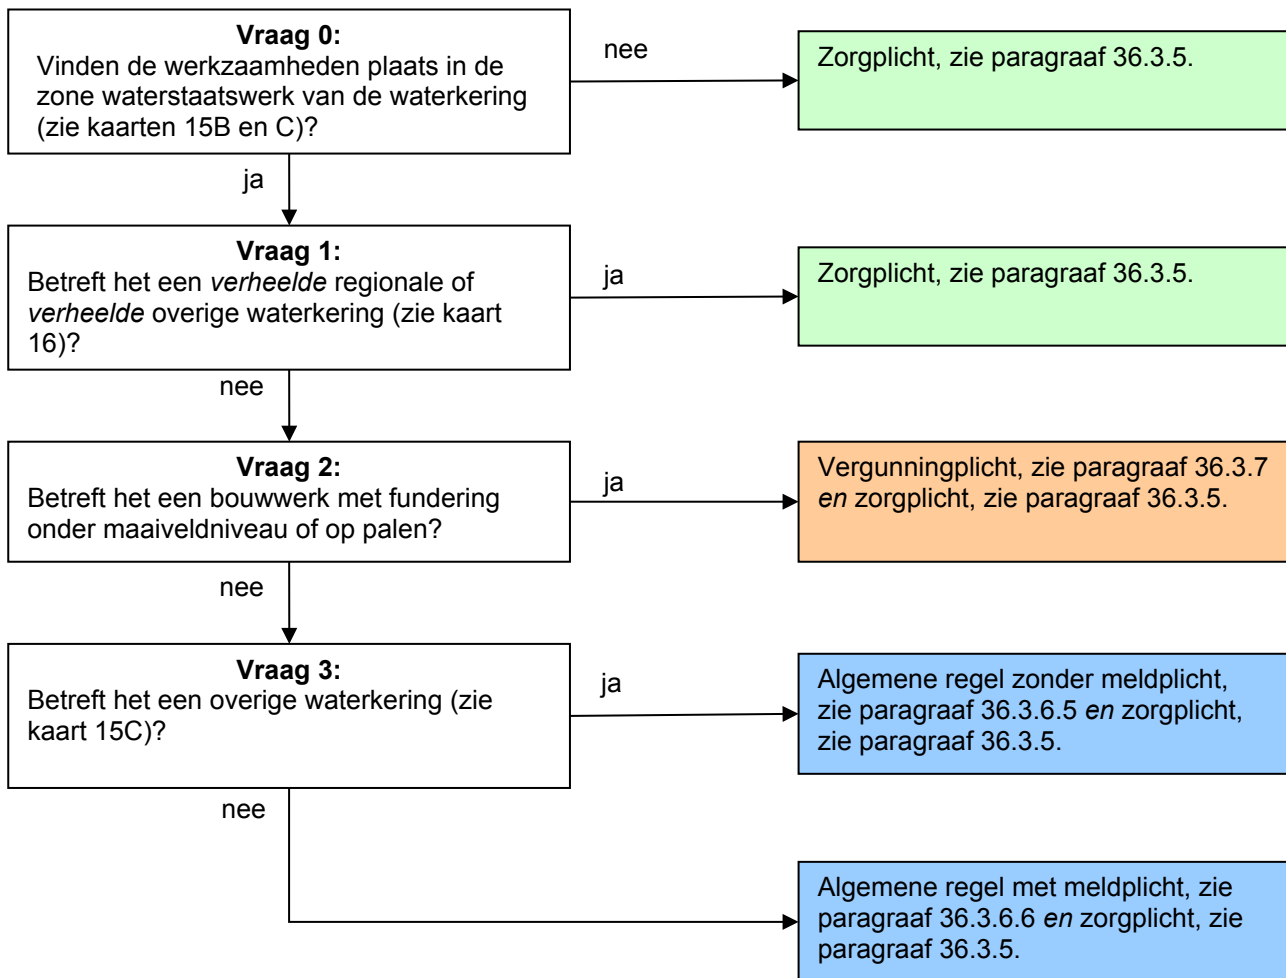 Vraag 0:
Vinden de werkzaamheden plaats in de
zone waterstaatswerk van de waterkering
(zie kaarten 15B en C)?
nee
Zorgplicht, zie paragraaf 36.3.5.
ja
Vraag 1:
Betreft het een verheelde regionale of
verheelde overige waterkering (zie kaart
16)?
ja
Zorgplicht, zie paragraaf 36.3.5.
nee
Vraag 2:
Betreft het een bouwwerk met fundering
onder maaiveldniveau of op palen?
ja
Vergunningplicht, zie paragraaf 36.3.7
en zorgplicht, zie paragraaf 36.3.5.
nee
Vraag 3:
Betreft het een overige waterkering (zie
kaart 15C)?
ja
Algemene regel zonder meldplicht,
zie paragraaf 36.3.6.5 en zorgplicht,
zie paragraaf 36.3.5.
nee
Algemene regel met meldplicht, zie
paragraaf 36.3.6.6 en zorgplicht, zie
paragraaf 36.3.5.